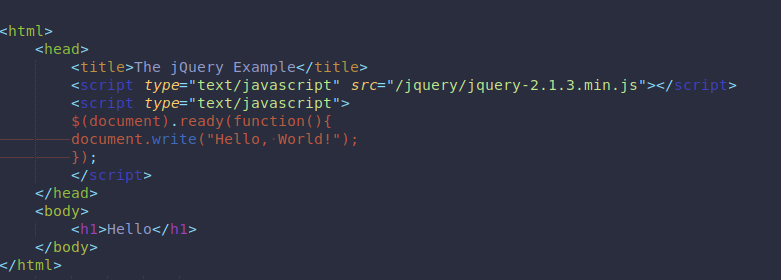 <html>
<head>
<title>The jQuery Example</title>
<script type="text/javascript" src="/jquery/jquery-2.1.3.min.js"></script>
<script type="text/javascript">
$(document).ready(function(){
document.write("Hello, World!");
});
</script>
</head>
<body>
<h1>Hello</h1>
</body>
</html>